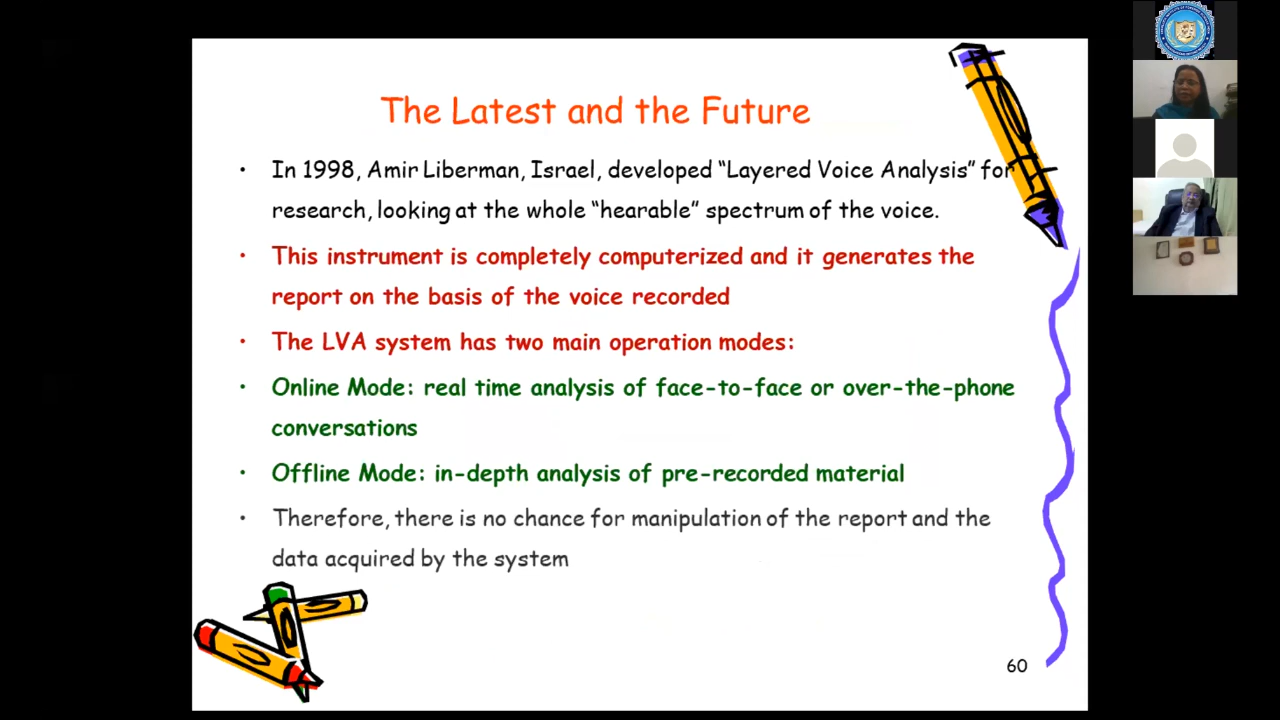 The Latest and the Future
• In 1998, Amir Liberman, Israel, developed “Layered Voice Analysis” for
research, looking at the whole “hearable” spectrum of the voice.
• This instrument is completely computerized and it generates the
report on the basis of the voice recorded
• The LVA system has two main operation modes:
• Online Mode: real time analysis of face-to-face or over-the-phone
conversations
• Offline Mode: in-depth analysis of pre-recorded material
• Therefore, there is no chance for manipulation of the report and the
data acquired by the system
60